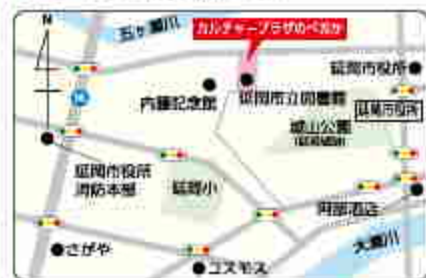 N
五ヶ瀬川
カルチャープラザのべおか
延岡市役所
内藤記念館
延岡市立図書館
延岡市役所
城山公園
延岡市役所
消防本部
延岡小
阿部酒店
大瀬川
さがや
コスモス